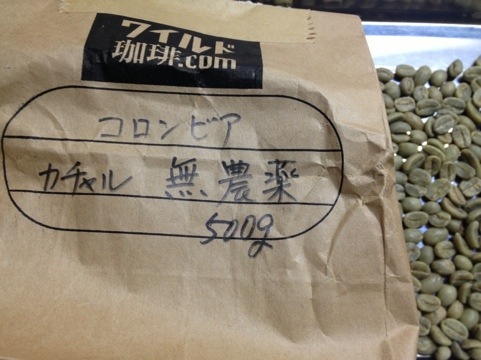 ワイルド
珈琲.com
コロンビア
カチャル 無農薬
500g